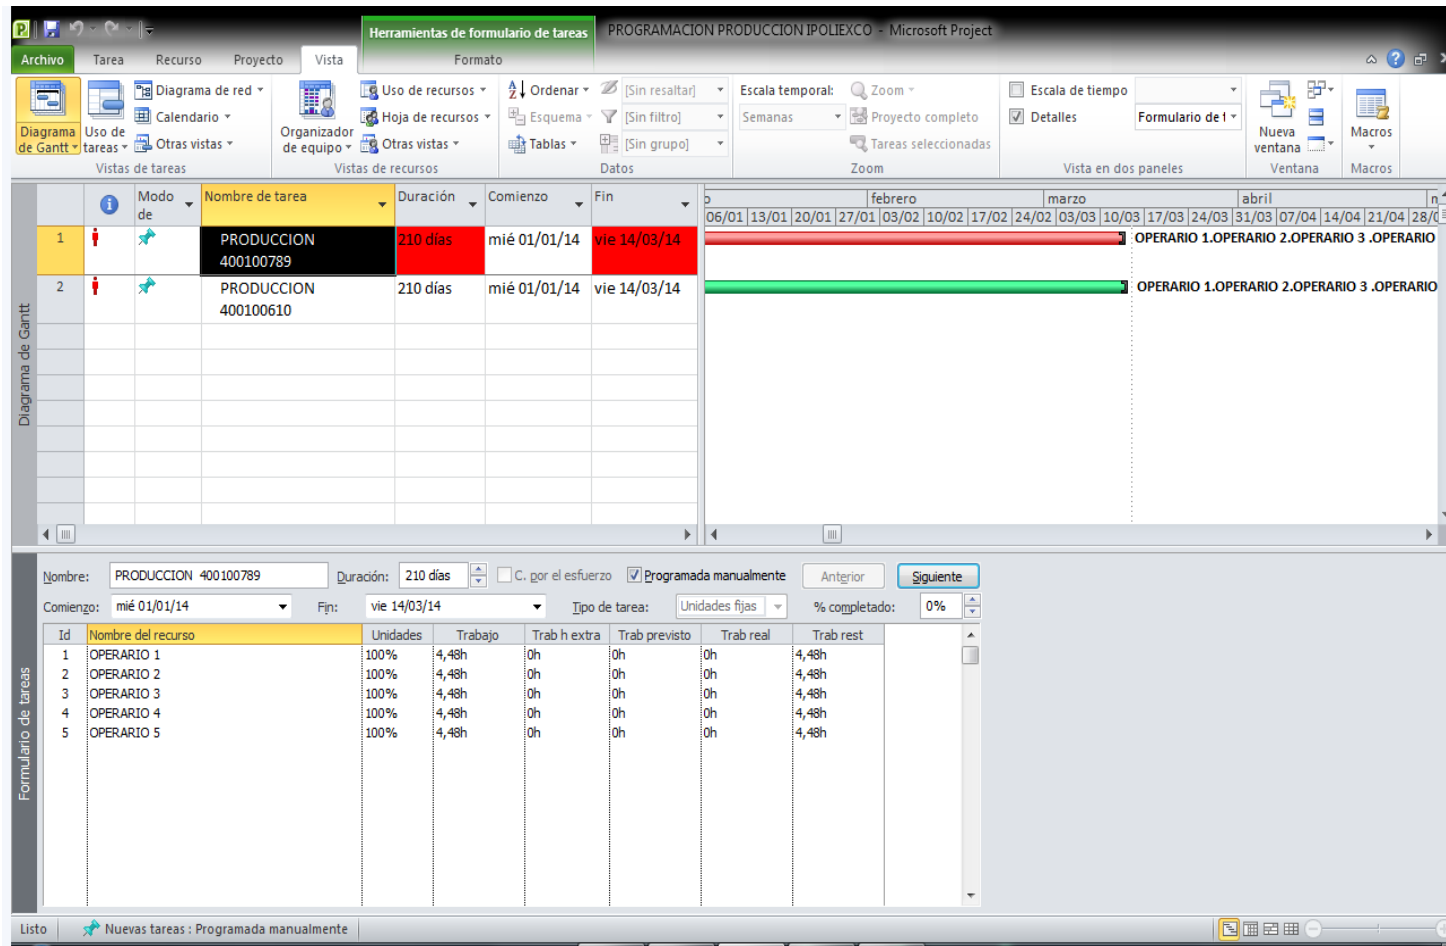 Herramientas de formulario de tareas
PROGRAMACION PRODUCCION IPOLIEXCO - Microsoft Project
Archivo Tarea Recurso Proyecto Vista Formato
Diagrama de red Uso de recursos Ordenar [Sin resaltar] Escala temporal: Zoom Escala de tiempo
Calendario Hoja de recursos Esquema [Sin filtro] Semanas Proyecto completo Detalles Formulario de t
Diagrama de Gantt Uso de tareas Otras vistas Organizador de equipo Otras vistas Tablas [Sin grupo] Tareas seleccionadas Nueva ventana Macros
Vistas de tareas Vistas de recursos Datos Zoom Vista en dos paneles Ventana Macros
Modo de Nombre de tarea Duración Comienzo Fin
febrero marzo abril
06/01 13/01 20/01 27/01 03/02 10/02 17/02 24/02 03/03 10/03 17/03 24/03 31/03 07/04 14/04 21/04 28/0
1 PRODUCCION 210 días mié 01/01/14 vie 14/03/14 OPERARIO 1.OPERARIO 2.OPERARIO 3 .OPERARIO
400100789
2 PRODUCCION 210 días mié 01/01/14 vie 14/03/14 OPERARIO 1.OPERARIO 2.OPERARIO 3 .OPERARIO
400100610
Diagrama de Gantt
Nombre: PRODUCCION 400100789 Duración: 210 días C. por el esfuerzo Programada manualmente Anterior Siguiente
Comienzo: mié 01/01/14 Fin: vie 14/03/14 Tipo de tarea: Unidades fijas % completado: 0%
Id Nombre del recurso Unidades Trabajo Trab h extra Trab previsto Trab real Trab rest
1 OPERARIO 1 100% 4,48h 0h 0h 0h 4,48h
2 OPERARIO 2 100% 4,48h 0h 0h 0h 4,48h
3 OPERARIO 3 100% 4,48h 0h 0h 0h 4,48h
4 OPERARIO 4 100% 4,48h 0h 0h 0h 4,48h
5 OPERARIO 5 100% 4,48h 0h 0h 0h 4,48h
Formulario de tareas
Listo Nuevas tareas : Programada manualmente